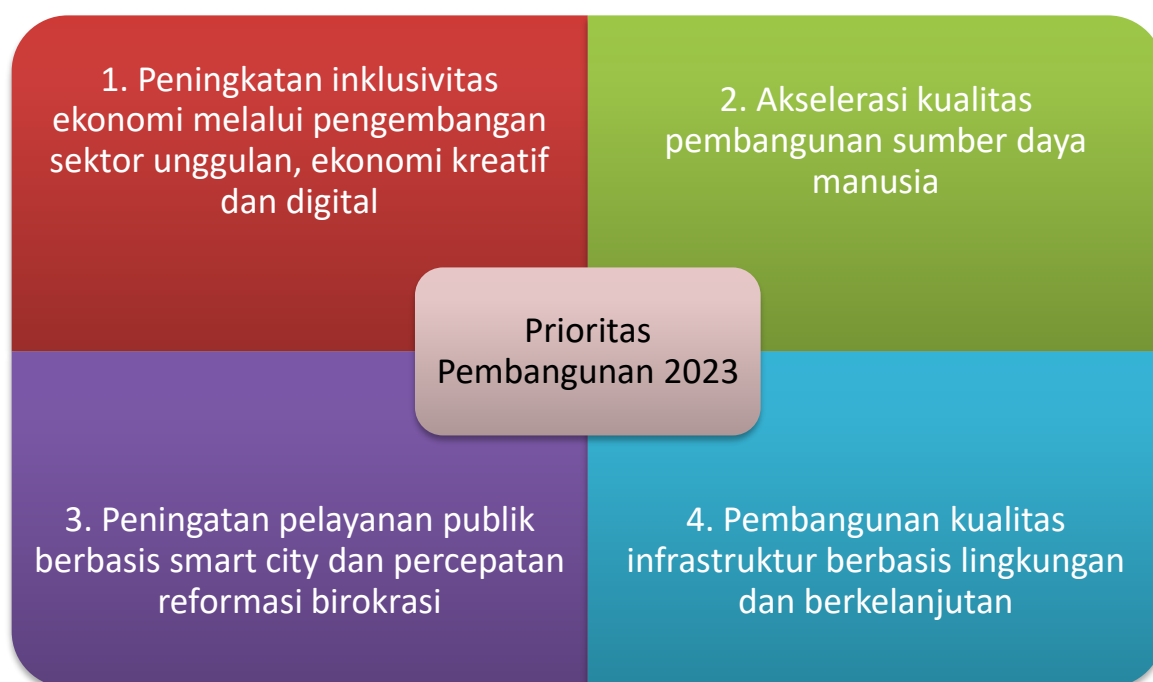 1. Peningkatan inklusivitas
ekonomi melalui pengembangan
sektor unggulan, ekonomi kreatif
dan digital
2. Akselerasi kualitas
pembangunan sumber daya
manusia
Prioritas
Pembangunan 2023
3. Peningatan pelayanan publik
berbasis smart city dan percepatan
reformasi birokrasi
4. Pembangunan kualitas
infrastruktur berbasis lingkungan
dan berkelanjutan